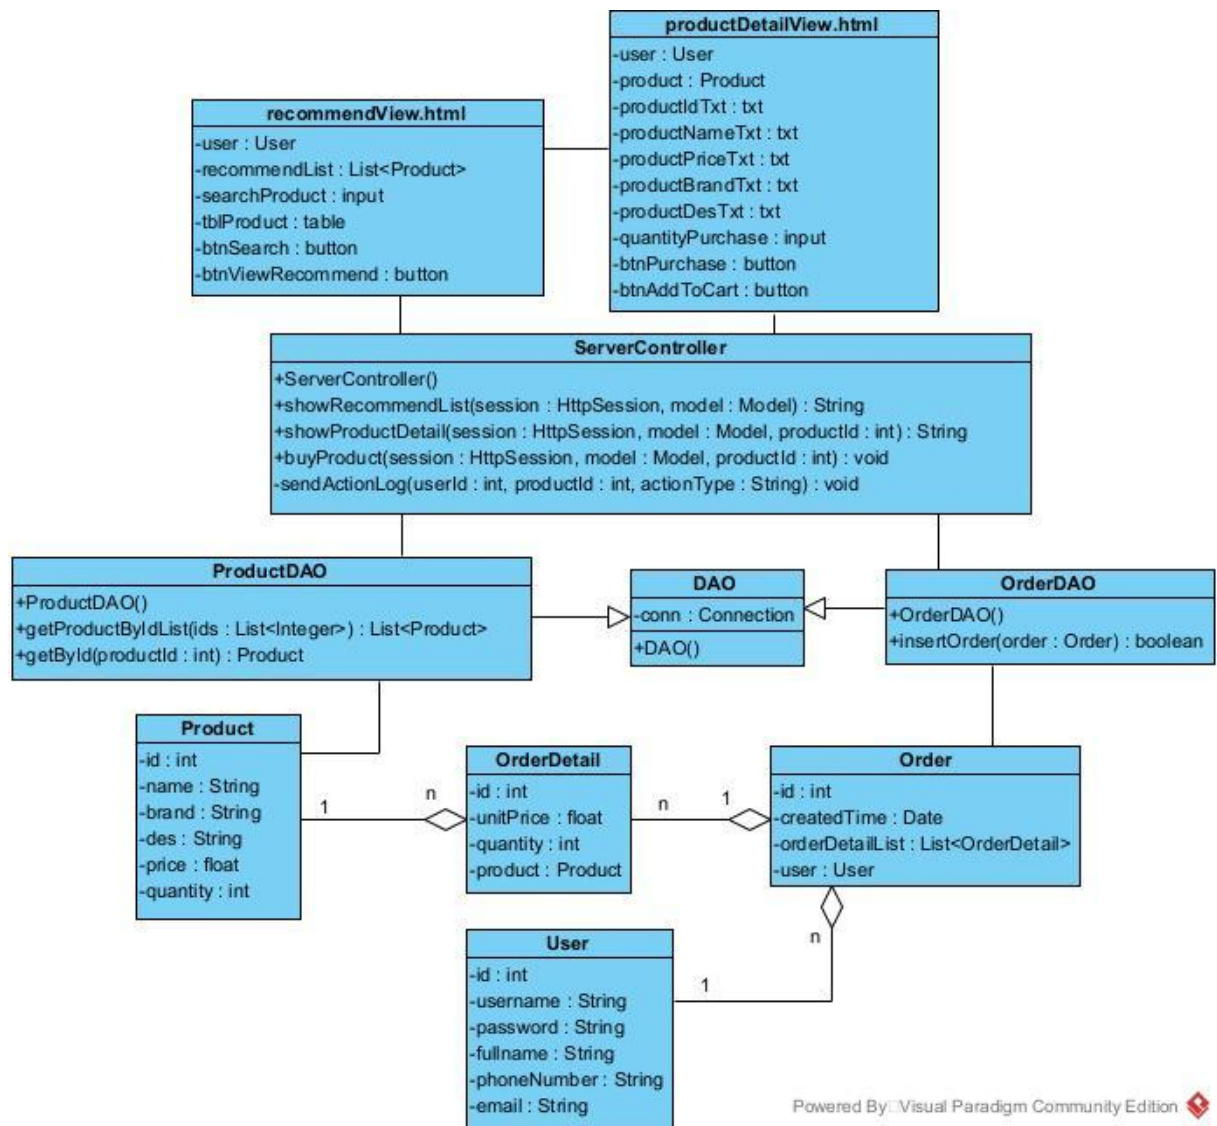 productDetailView.html
-user : User
-product : Product
-productIdTxt : txt
-productNameTxt : txt
-productPriceTxt : txt
-productBrandTxt : txt
-productDesTxt : txt
-quantityPurchase : input
-btnPurchase : button
-btnAddToCart : button
recommendView.html
-user : User
-recommendList : List<Product>
-searchProduct : input
-tblProduct : table
-btnSearch : button
-btnViewRecommend : button
ServerController
+ServerController()
+showRecommendList(session : HttpSession, model : Model) : String
+showProductDetail(session : HttpSession, model : Model, productId : int) : String
+buyProduct(session : HttpSession, model : Model, productId : int) : void
-sendActionLog(userId : int, productId : int, actionType : String) : void
ProductDAO
+ProductDAO()
+getProductByIdList(ids : List<Integer>) : List<Product>
+getById(productId : int) : Product
DAO
-conn : Connection
+DAO()
OrderDAO
+OrderDAO()
+insertOrder(order : Order) : boolean
Product
-id : int
-name : String
-brand : String
-des : String
-price : float
-quantity : int
1
n
OrderDetail
-id : int
-unitPrice : float
-quantity : int
-product : Product
n
1
Order
-id : int
-createdTime : Date
-orderDetailList : List<OrderDetail>
-user : User
n
1
User
-id : int
-username : String
-password : String
-fullname : String
-phoneNumber : String
-email : String
Powered By□Visual Paradigm Community Edition